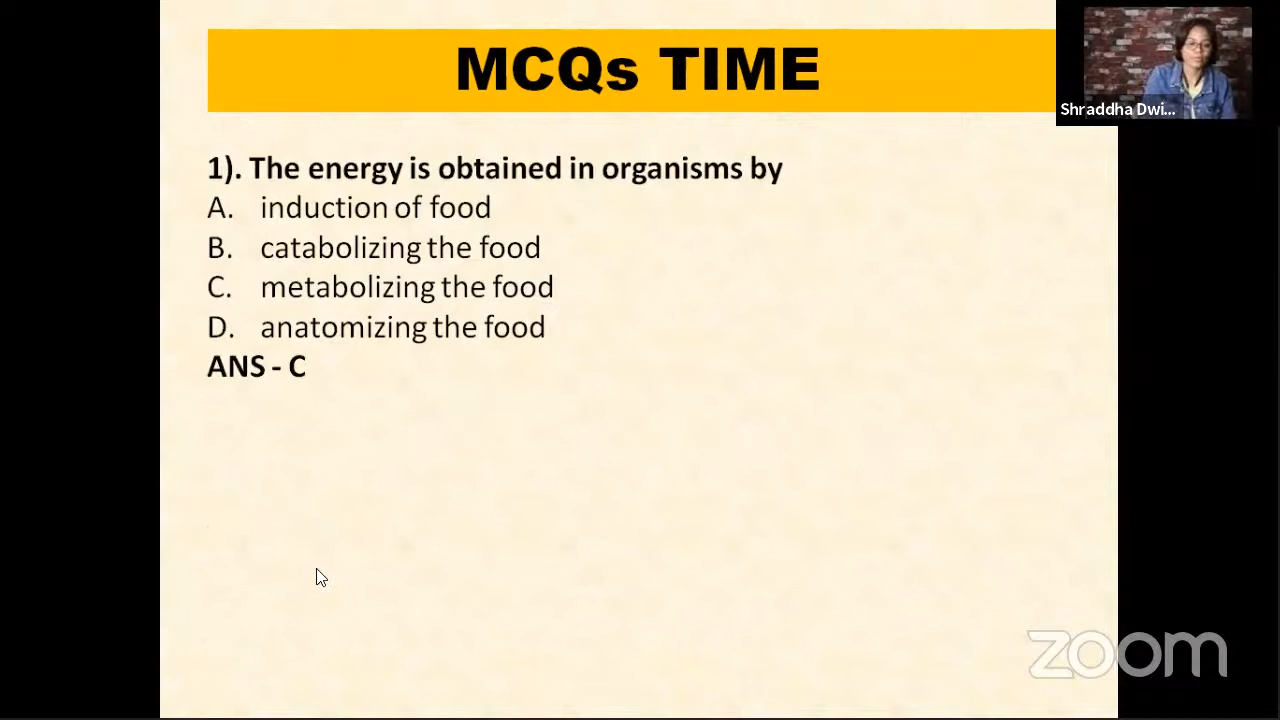 MCQs TIME
Shraddha Dwi...
1). The energy is obtained in organisms by
A. induction of food
B. catabolizing the food
C. metabolizing the food
D. anatomizing the food
ANS - C
zoom